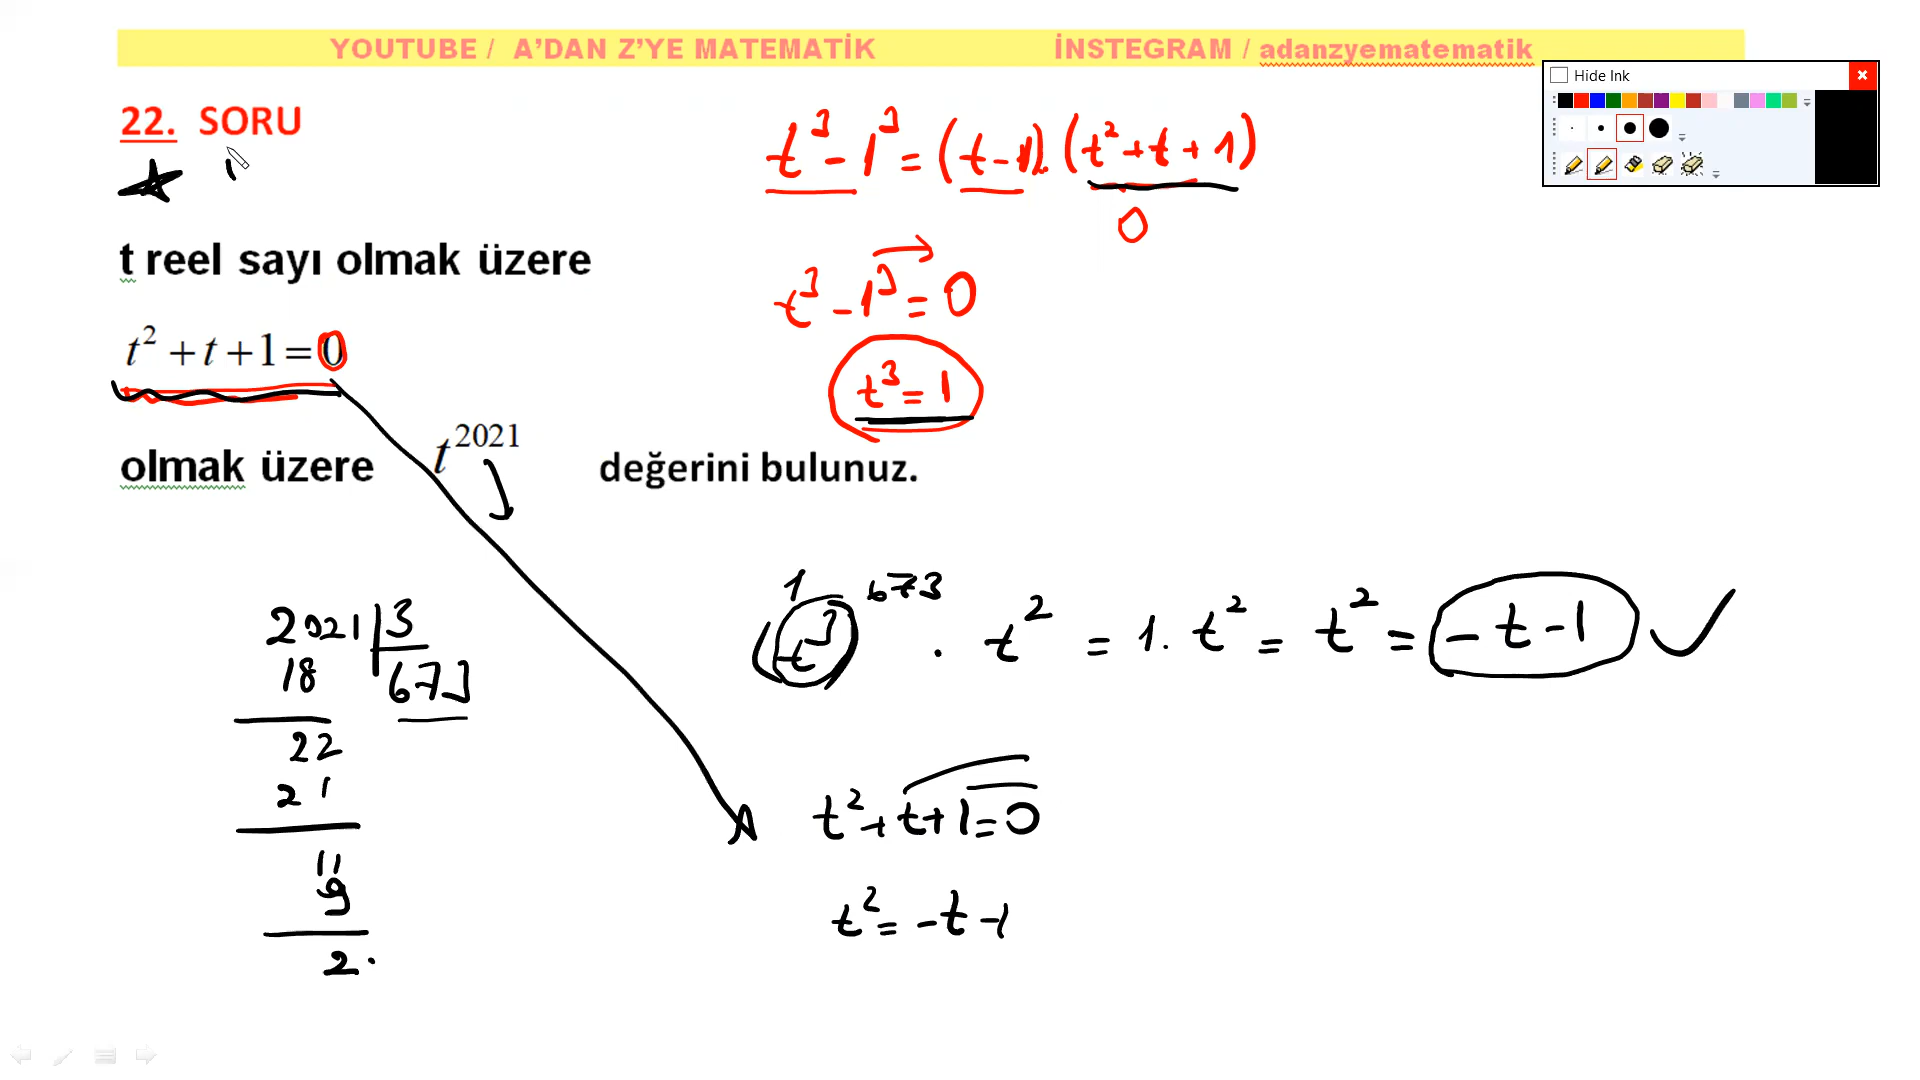 YOUTUBE / A’DAN Z’YE MATEMATİK İNSTEGRAM / adanzyematematik
Hide Ink
22. SORU
t³ - 1³ = (t - 1). (t² + t + 1)
0
t reel sayı olmak üzere
t³ - 1³ = 0
t² + t + 1 = 0
t³ = 1
olmak üzere t²⁰²¹ değerini bulunuz.
2021 | 3
18 673
22
21
11
9
2.
1
(t³)⁶⁷³ . t² = 1. t² = t² = - t - 1
t² + t + 1 = 0
t² = - t - 1